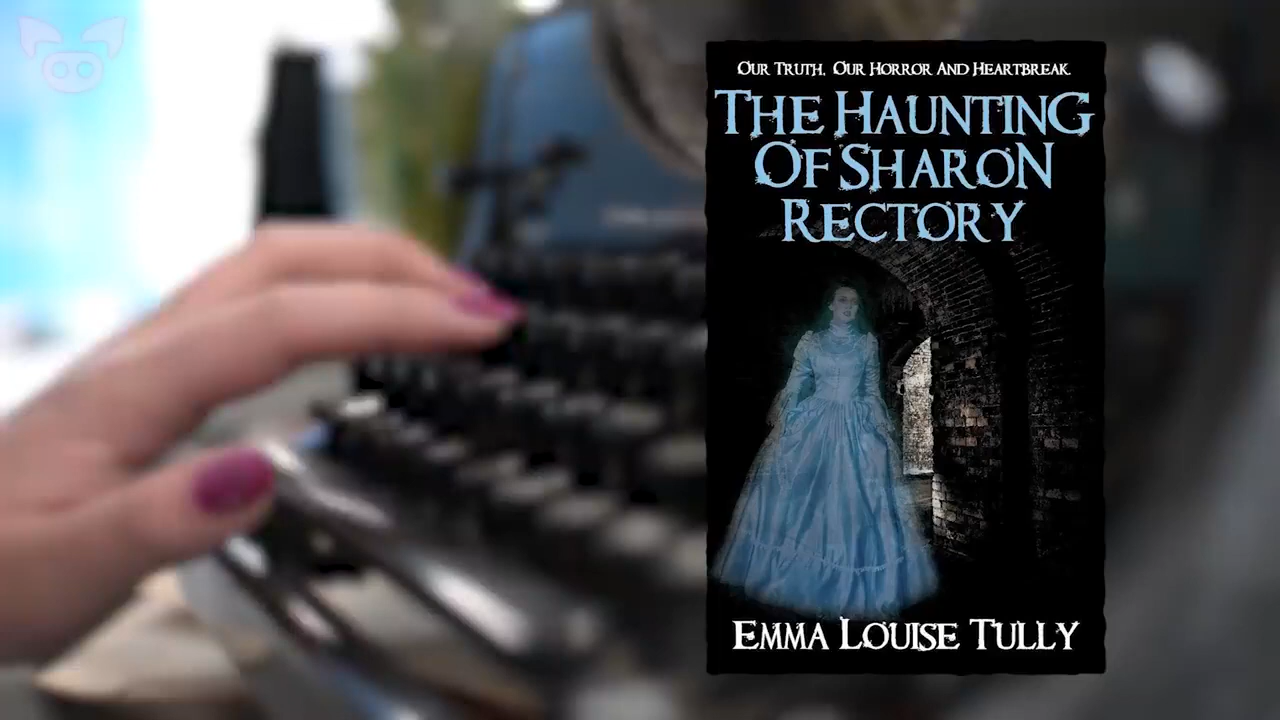 OUR TRUTH. OUR HORROR AND HEARTBREAK.
THE HAUNTING
OF SHARON
RECTORY
EMMA LOUISE TULLY